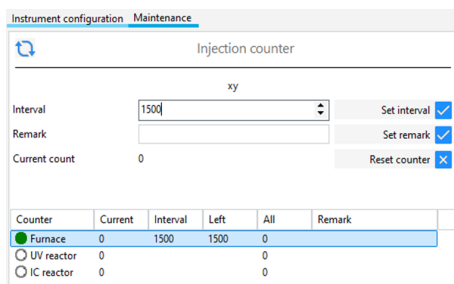 Instrument configuration Maintenance
Injection counter
xy
Interval 1500 Set interval
Remark Set remark
Current count 0 Reset counter
Counter Current Interval Left All Remark
Furnace 0 1500 1500 0
UV reactor 0 0
IC reactor 0 0